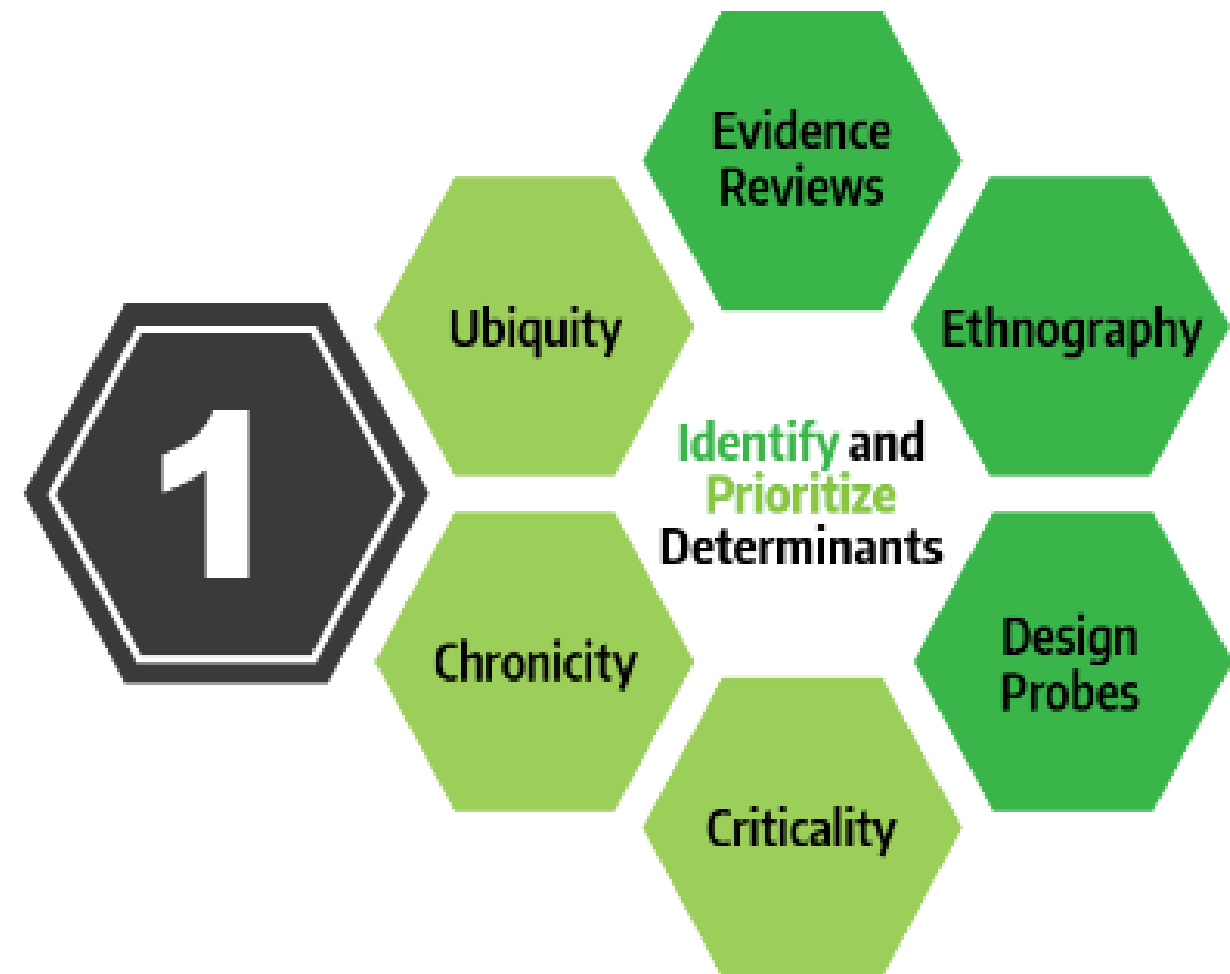 Evidence
Reviews
Ubiquity
Ethnography
1
Identify and
Prioritize
Determinants
Chronicity
Design
Probes
Criticality